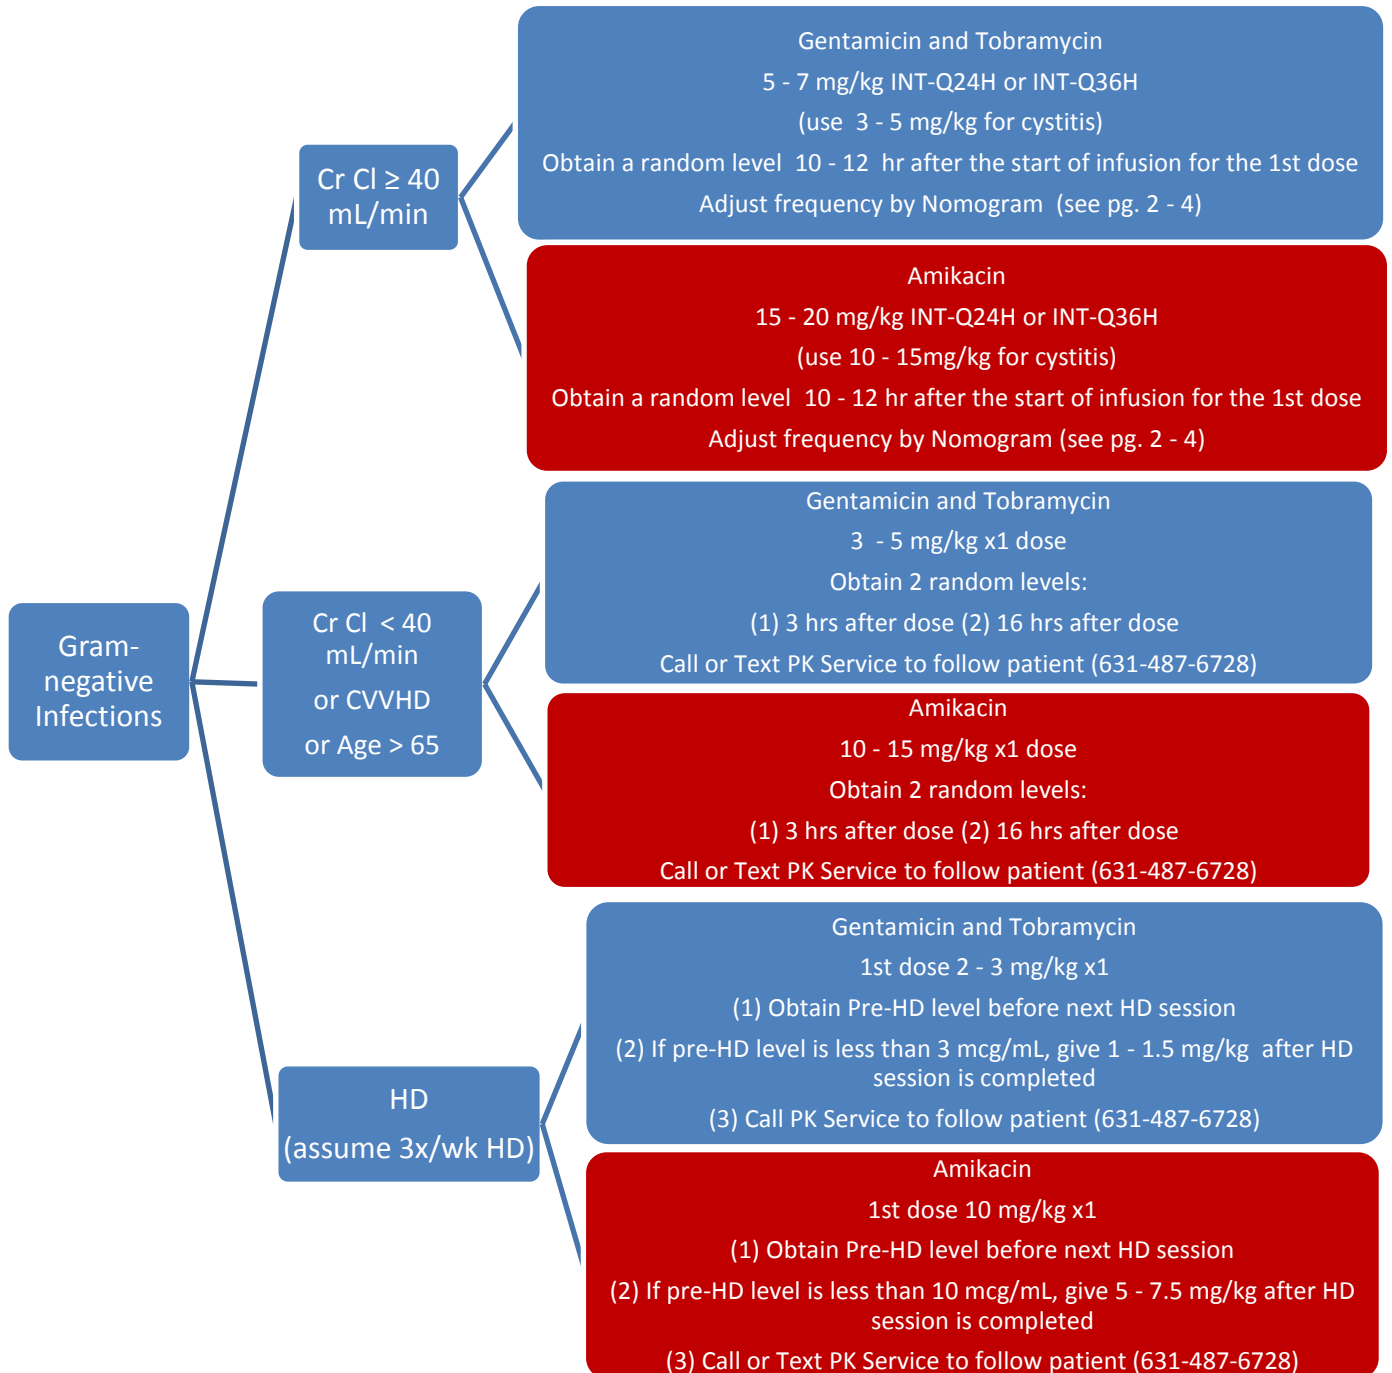 Gram-
negative
Infections
Cr Cl ≥ 40
mL/min
Gentamicin and Tobramycin
5 - 7 mg/kg INT-Q24H or INT-Q36H
(use  3 - 5 mg/kg for cystitis)
Obtain a random level  10 - 12  hr after the start of infusion for the 1st dose
Adjust frequency by Nomogram  (see pg. 2 - 4)
Amikacin
15 - 20 mg/kg INT-Q24H or INT-Q36H
(use 10 - 15mg/kg for cystitis)
Obtain a random level  10 - 12 hr after the start of infusion for the 1st dose
Adjust frequency by Nomogram (see pg. 2 - 4)
Cr Cl  < 40
mL/min
or CVVHD
or Age > 65
Gentamicin and Tobramycin
3  - 5 mg/kg x1 dose
Obtain 2 random levels:
(1) 3 hrs after dose (2) 16 hrs after dose
Call or Text PK Service to follow patient (631-487-6728)
Amikacin
10 - 15 mg/kg x1 dose
Obtain 2 random levels:
(1) 3 hrs after dose (2) 16 hrs after dose
Call or Text PK Service to follow patient (631-487-6728)
HD
(assume 3x/wk HD)
Gentamicin and Tobramycin
1st dose 2 - 3 mg/kg x1
(1) Obtain Pre-HD level before next HD session
(2) If pre-HD level is less than 3 mcg/mL, give 1 - 1.5 mg/kg  after HD
session is completed
(3) Call PK Service to follow patient (631-487-6728)
Amikacin
1st dose 10 mg/kg x1
(1) Obtain Pre-HD level before next HD session
(2) If pre-HD level is less than 10 mcg/mL, give 5 - 7.5 mg/kg after HD
session is completed
(3) Call or Text PK Service to follow patient (631-487-6728)